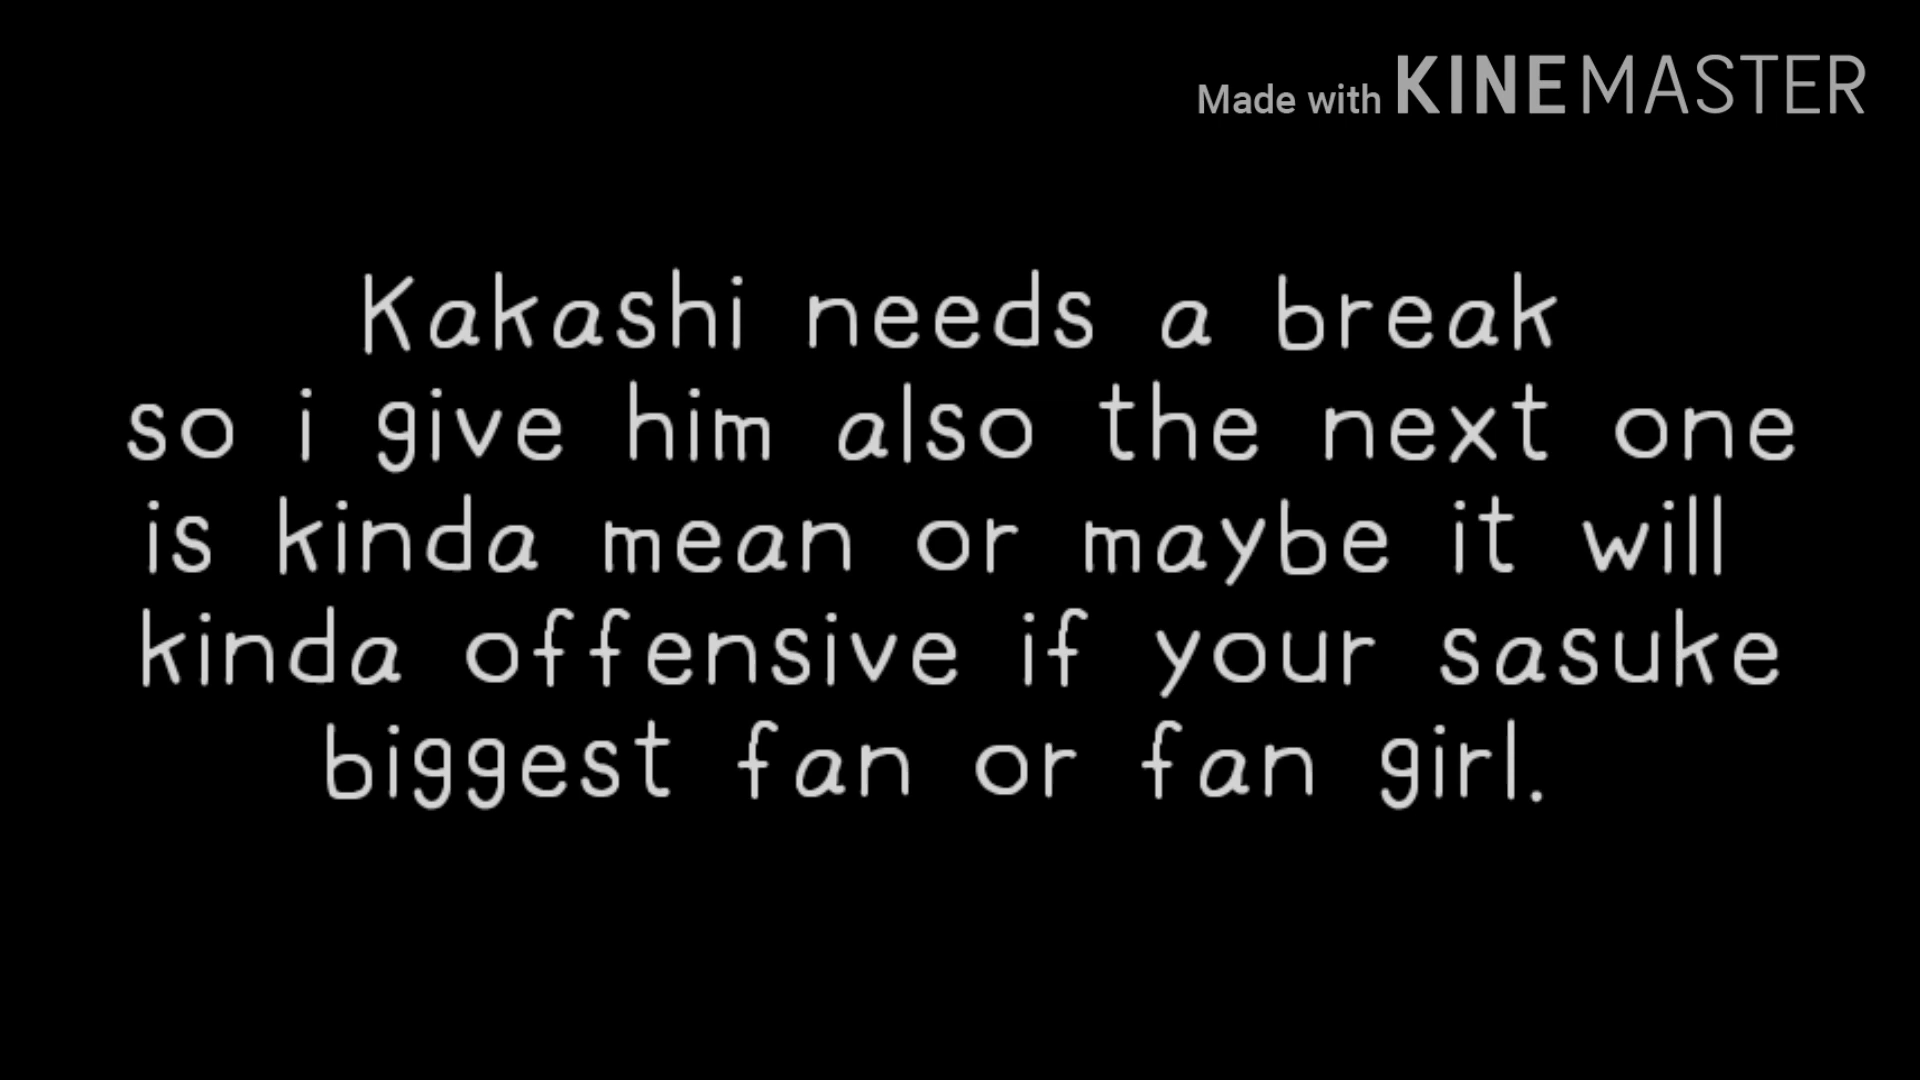 Made with KINEMASTER
Kakashi needs a break
so i give him also the next one
is kinda mean or maybe it will
kinda offensive if your sasuke
biggest fan or fan girl.